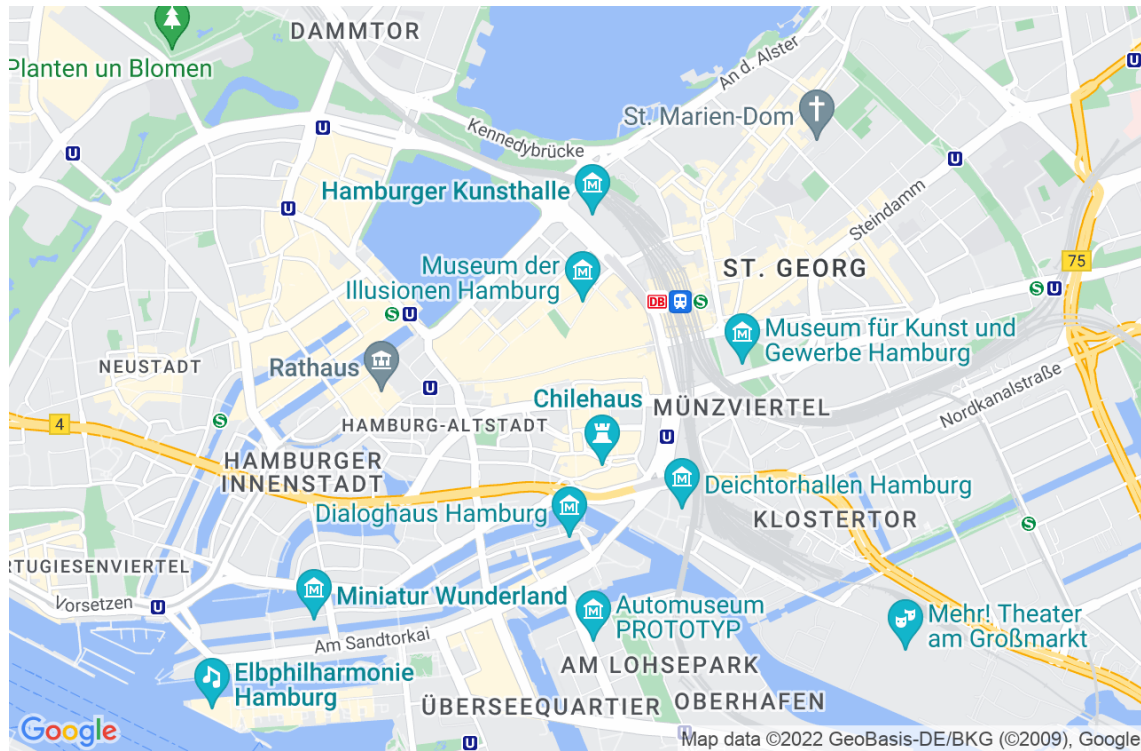 DAMMTOR
Planten un Blomen
An d. Alster
St. Marien-Dom
Kennedybrücke
Hamburger Kunsthalle
Steindamm
Museum der
Illusionen Hamburg
ST. GEORG
75
DB
S
Museum für Kunst und
Gewerbe Hamburg
NEUSTADT
Rathaus
Chilehaus
MÜNZVIERTEL
Nordkanalstraße
4
HAMBURG-ALTSTADT
HAMBURGER
INNENSTADT
Deichtorhallen Hamburg
Dialoghaus Hamburg
KLOSTERTOR
RTUGIESENVIERTEL
Vorsetzen
Miniatur Wunderland
Automuseum
PROTOTYP
Mehr! Theater
am Großmarkt
Am Sandtorkai
Elbphilharmonie
Hamburg
AM LOHSEPARK
ÜBERSEEQUARTIER
OBERHAFEN
Google
Map data ©2022 GeoBasis-DE/BKG (©2009), Google